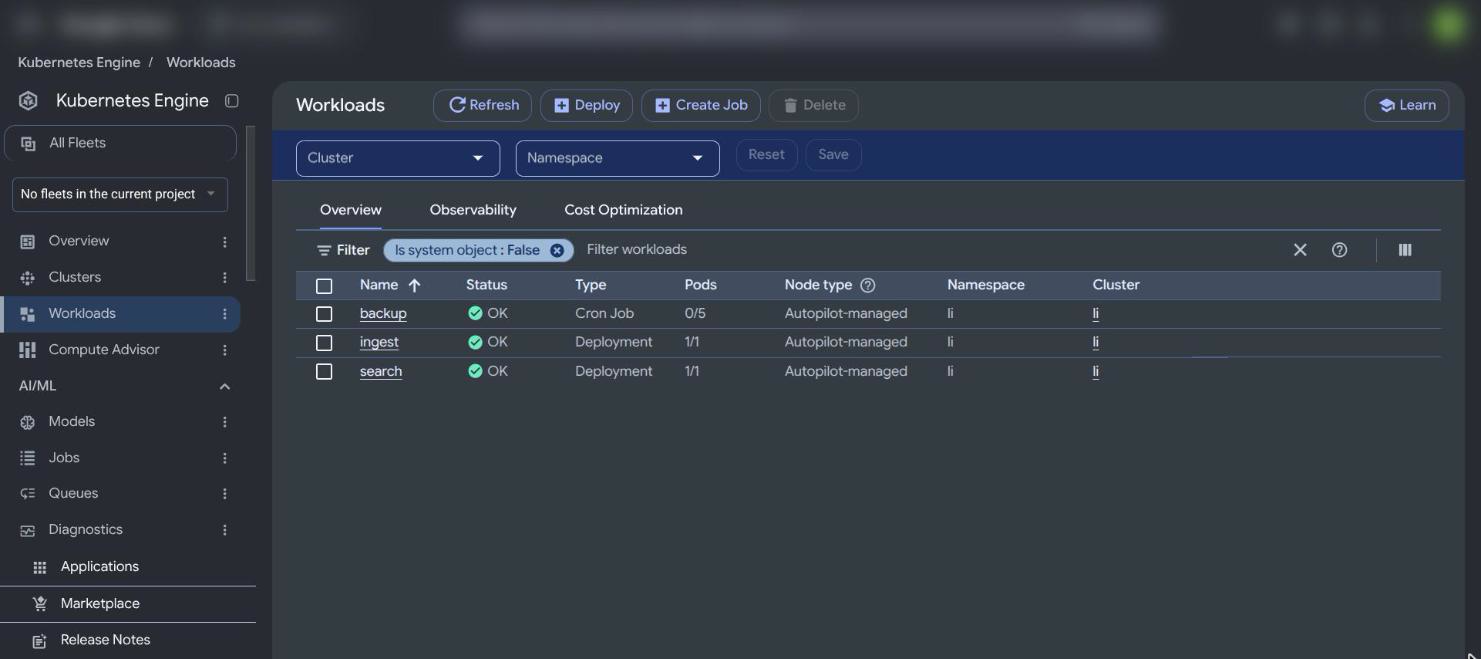 Kubernetes Engine / Workloads
Kubernetes Engine
All Fleets
No fleets in the current project
Overview
Clusters
Workloads
Compute Advisor
AI/ML
Models
Jobs
Queues
Diagnostics
Applications
Marketplace
Release Notes
Workloads Refresh Deploy Create Job Delete Learn
Cluster Namespace Reset Save
Overview Observability Cost Optimization
Filter Is system object : False Filter workloads
Name Status Type Pods Node type Namespace Cluster
backup OK Cron Job 0/5 Autopilot-managed li li
ingest OK Deployment 1/1 Autopilot-managed li li
search OK Deployment 1/1 Autopilot-managed li li